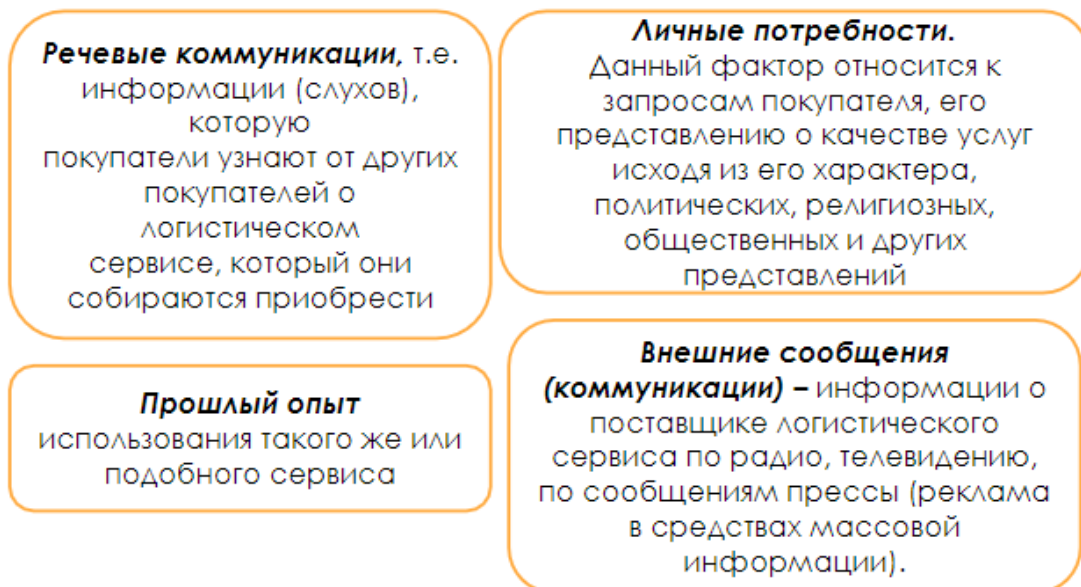 Речевые коммуникации, т.е.
информации (слухов),
которую
покупатели узнают от других
покупателей о
логистическом
сервисе, который они
собираются приобрести
Личные потребности.
Данный фактор относится к
запросам покупателя, его
представлению о качестве услуг
исходя из его характера,
политических, религиозных,
общественных и других
представлений
Прошлый опыт
использования такого же или
подобного сервиса
Внешние сообщения
(коммуникации) – информации о
поставщике логистического
сервиса по радио, телевидению,
по сообщениям прессы (реклама
в средствах массовой
информации).